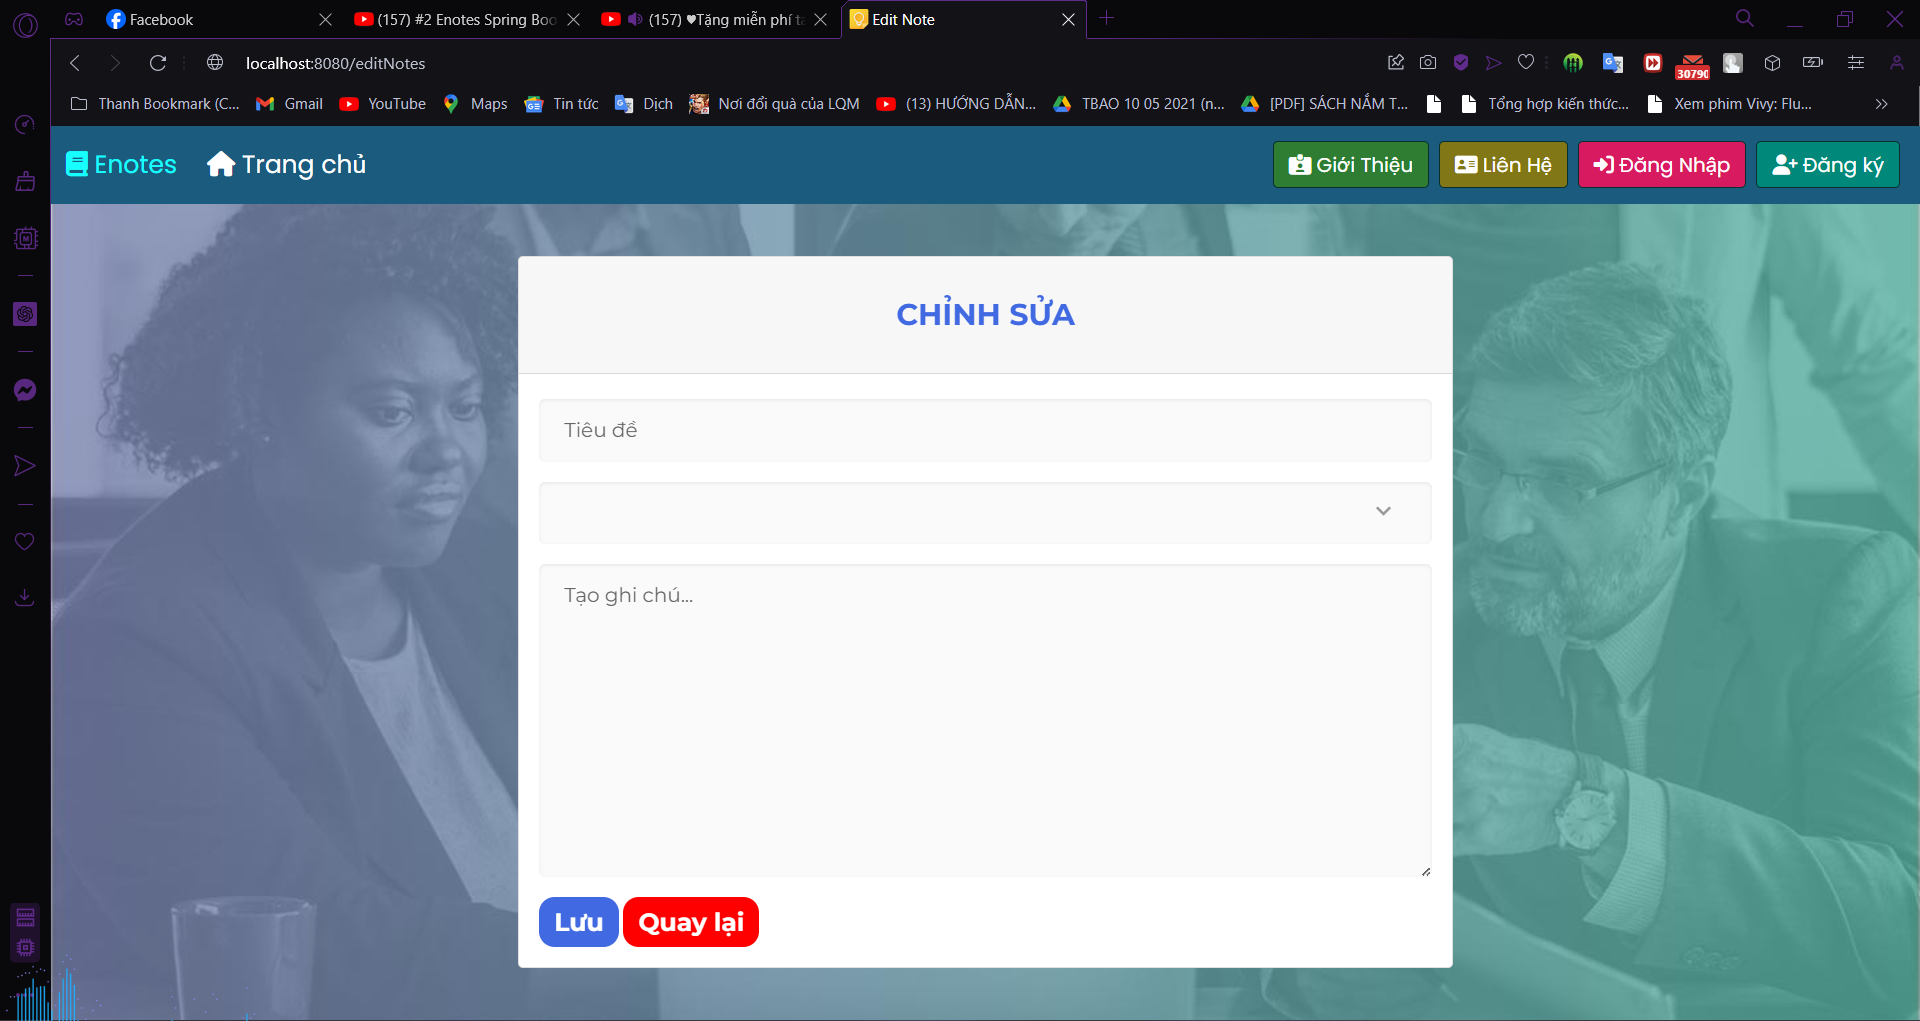 Facebook
(157) #2 Enotes Spring Boo
(157) ♥Tặng miễn phí tà
Edit Note
localhost:8080/editNotes
30790
Thanh Bookmark (C...
Gmail
YouTube
Maps
Tin tức
Dịch
Nơi đổi quà của LQM
(13) HƯỚNG DẪN...
TBAO 10 05 2021 (n...
[PDF] SÁCH NẮM T...
Tổng hợp kiến thức...
Xem phim Vivy: Flu...
Enotes
Trang chủ
Giới Thiệu
Liên Hệ
Đăng Nhập
Đăng ký
CHỈNH SỬA
Tiêu đề
Tạo ghi chú...
Lưu
Quay lại